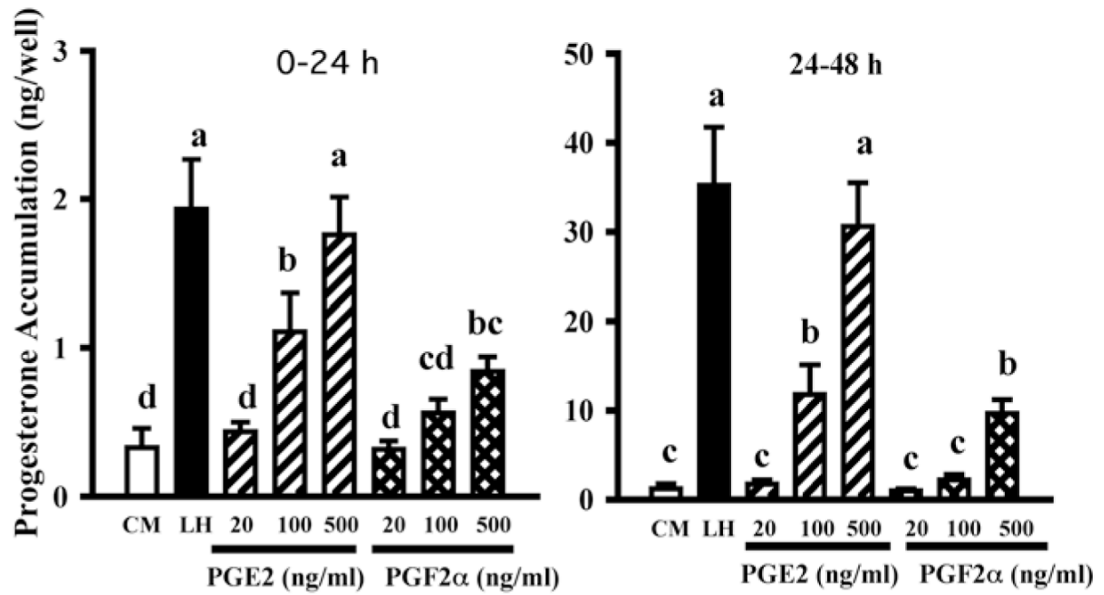 Progesterone Accumulation (ng/well)
0-24 h
3
2
1
0
d
a
d
b
a
d
cd
bc
CM LH 20 100 500 20 100 500
PGE2 (ng/ml) PGF2α (ng/ml)
24-48 h
50
40
30
20
10
0
c
a
c
b
a
c
c
b
CM LH 20 100 500 20 100 500
PGE2 (ng/ml) PGF2α (ng/ml)